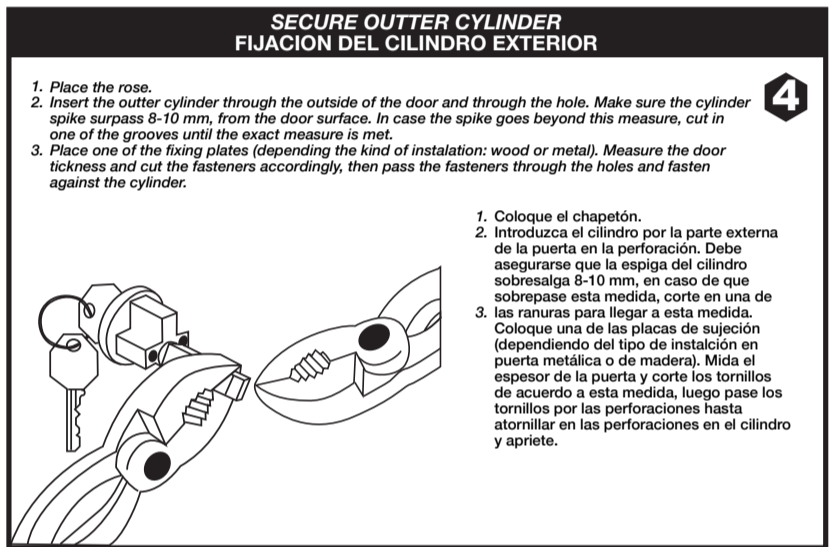 SECURE OUTTER CYLINDER
FIJACION DEL CILINDRO EXTERIOR
4
1. Place the rose.
2. Insert the outter cylinder through the outside of the door and through the hole. Make sure the cylinder
spike surpass 8-10 mm, from the door surface. In case the spike goes beyond this measure, cut in
one of the grooves until the exact measure is met.
3. Place one of the fixing plates (depending the kind of instalation: wood or metal). Measure the door
tickness and cut the fasteners accordingly, then pass the fasteners through the holes and fasten
against the cylinder.
1. Coloque el chapetón.
2. Introduzca el cilindro por la parte externa
de la puerta en la perforación. Debe
asegurarse que la espiga del cilindro
sobresalga 8-10 mm, en caso de que
sobrepase esta medida, corte en una de
3. las ranuras para llegar a esta medida.
Coloque una de las placas de sujeción
(dependiendo del tipo de instalción en
puerta metálica o de madera). Mida el
espesor de la puerta y corte los tornillos
de acuerdo a esta medida, luego pase los
tornillos por las perforaciones hasta
atornillar en las perforaciones en el cilindro
y apriete.